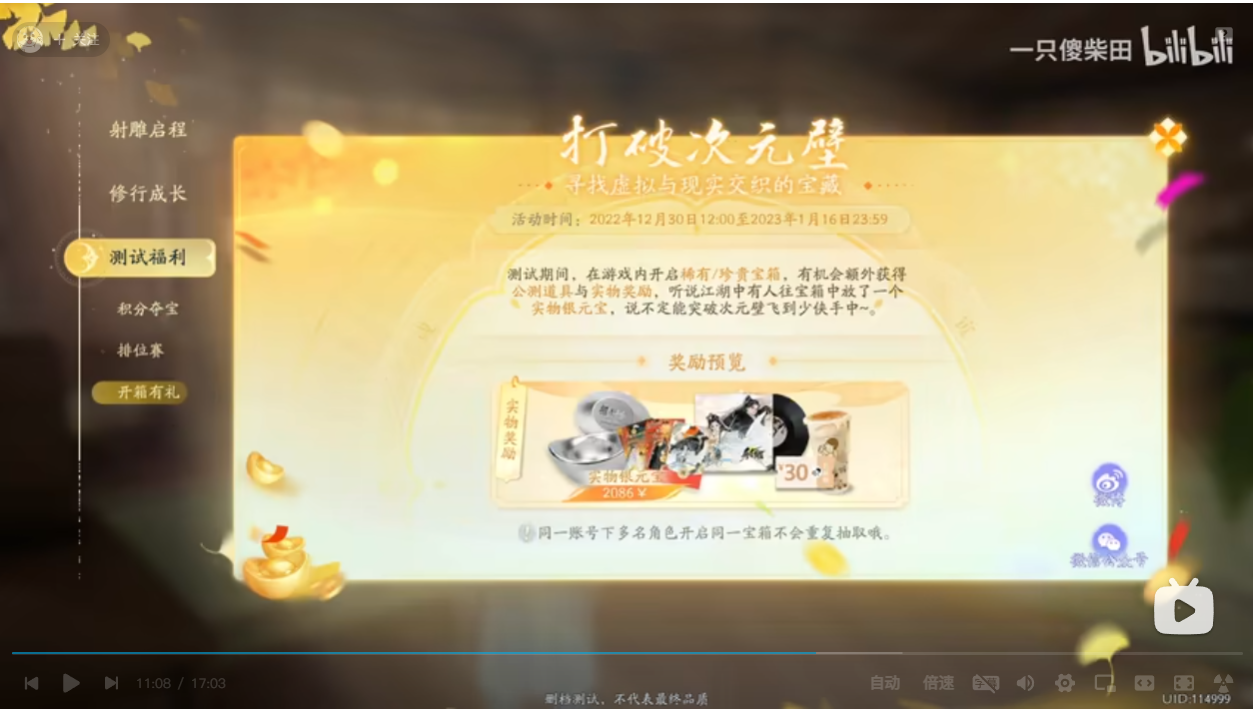 + 关注
一只傻柴田 bilibili
射雕启程
修行成长
测试福利
积分夺宝
排位赛
开箱有礼
打破次元壁
寻找虚拟与现实交织的宝藏
活动时间：2022年12月30日12:00至2023年1月16日23:59
测试期间，在游戏内开启稀有/珍贵宝箱，有机会额外获得
公测道具与实物奖励，听说江湖中有人往宝箱中放了一个
实物银元宝，说不定能突破次元壁飞到少侠手中~。
奖励预览
实物奖励
实物银元宝
2086￥
30
同一账号下多名角色开启同一宝箱不会重复抽取哦。
微博
微信公众号
11:08 / 17:03
自动
倍速
删档测试，不代表最终品质
UID:114999